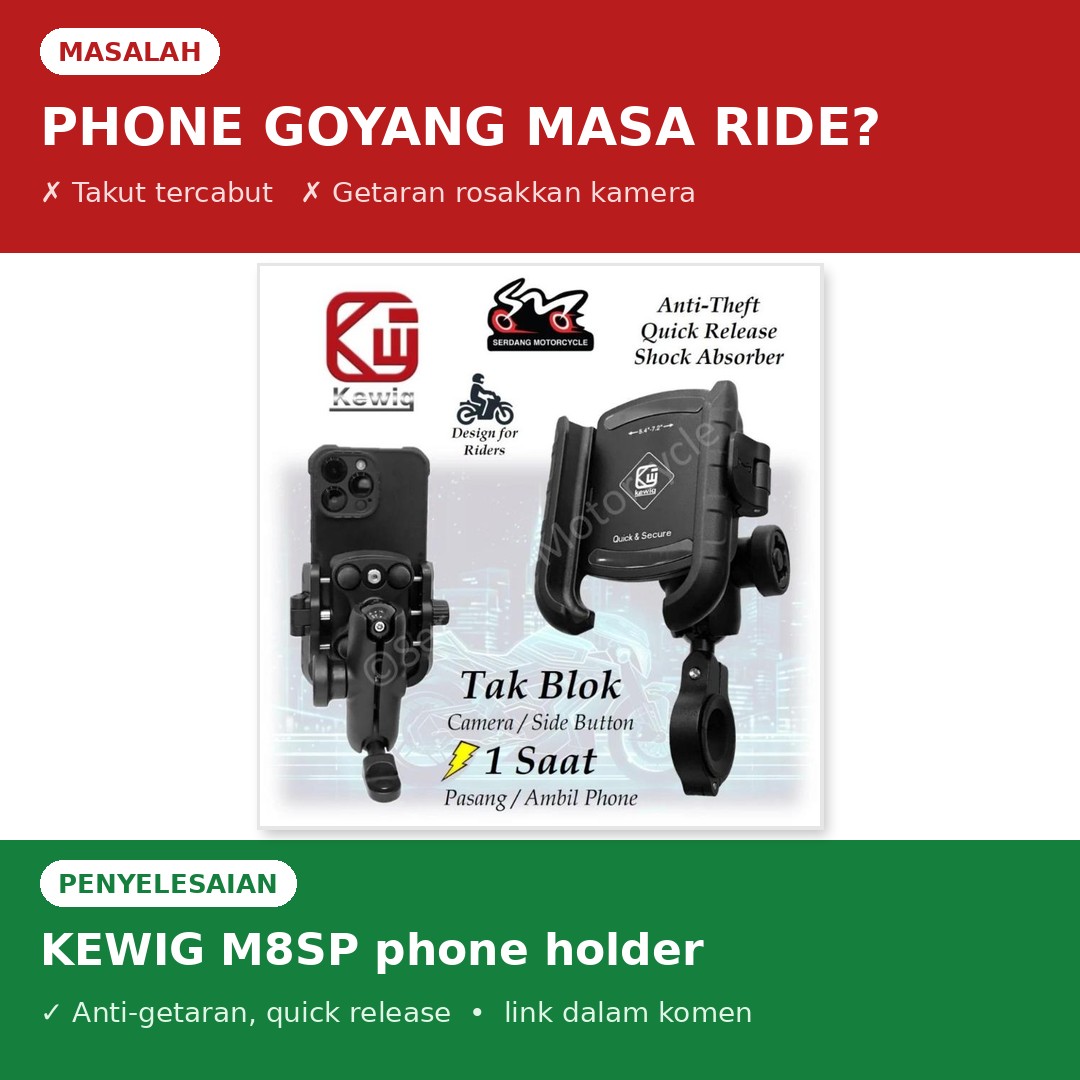 MASALAH
PHONE GOYANG MASA RIDE?
✗ Takut tercabut ✗ Getaran rosakkan kamera
Kewig
SERDANG MOTORCYCLE
Anti-Theft
Quick Release
Shock Absorber
Design for
Riders
kewig
Quick & Secure
Tak Blok
Camera / Side Button
1 Saat
Pasang / Ambil Phone
PENYELESAIAN
KEWIG M8SP phone holder
✓ Anti-getaran, quick release • link dalam komen